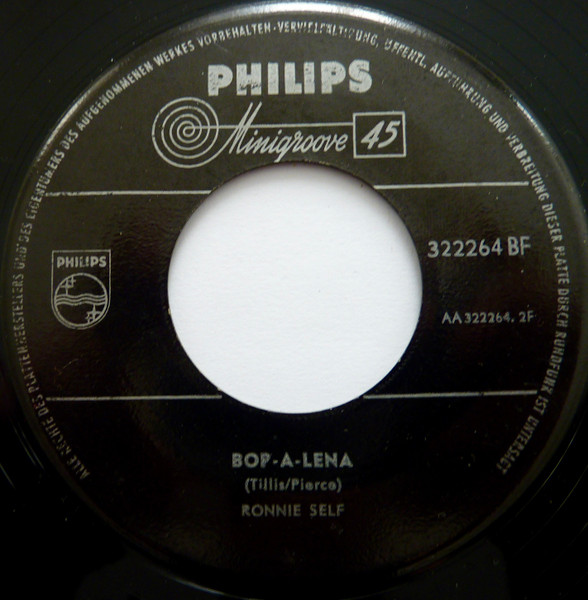 ALLE RECHTE DES PLATTENHERSTELLERS UND DES EIGENTÜMERS DES AUFGENOMMENEN WERKES VORBEHALTEN-VERVIELFÄLTIGUNG, ÖFFENTL. AUFFÜHRUNG UND VERBREITUNG DIESER PLATTE DURCH RUNDFUNK IST UNTERSAGT
PHILIPS
Minigroove 45
322264 BF
PHILIPS
AA 322264. 2F
BOP-A-LENA
(Tillis/Pierce)
RONNIE SELF